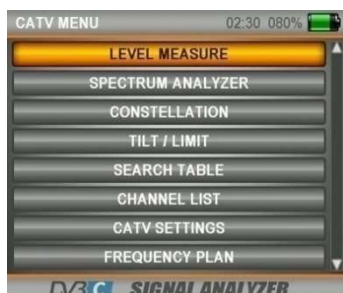 CATV MENU 02:30 080%
LEVEL MEASURE
SPECTRUM ANALYZER
CONSTELLATION
TILT / LIMIT
SEARCH TABLE
CHANNEL LIST
CATV SETTINGS
FREQUENCY PLAN
DVB C SIGNAL ANALYZER